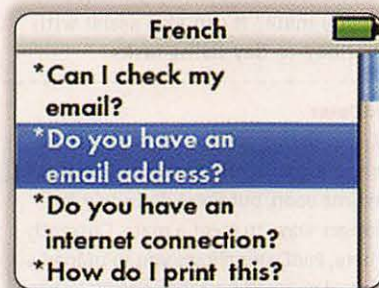 French
*Can I check my
email?
*Do you have an
email address?
*Do you have an
internet connection?
*How do I print this?